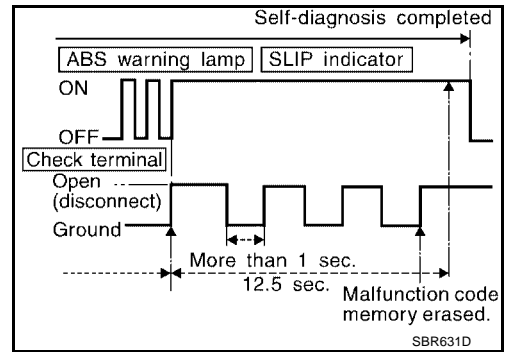 Self-diagnosis completed
ABS warning lamp
SLIP indicator
ON
OFF
Check terminal
Open
(disconnect)
Ground
More than 1 sec.
12.5 sec.
Malfunction code
memory erased.
SBR631D